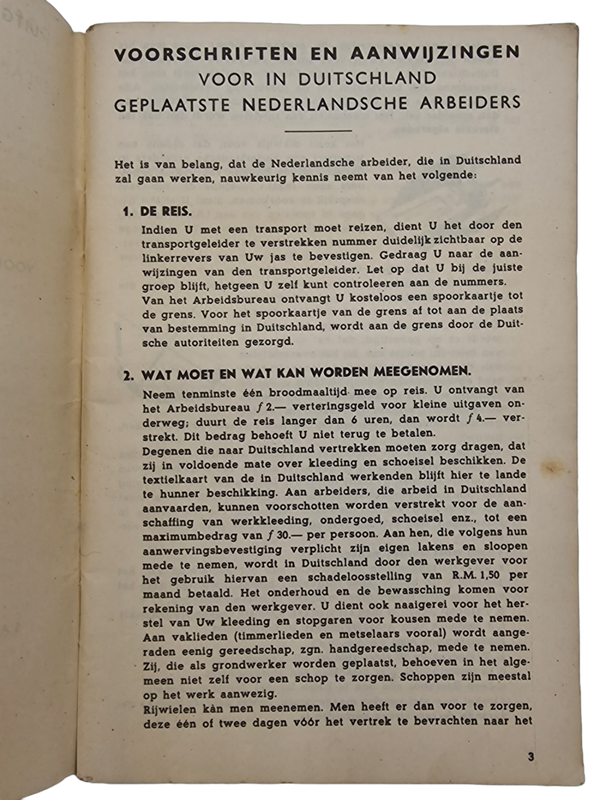 VOORSCHRIFTEN EN AANWIJZINGEN
VOOR IN DUITSCHLAND
GEPLAATSTE NEDERLANDSCHE ARBEIDERS
Het is van belang, dat de Nederlandsche arbeider, die in Duitschland
zal gaan werken, nauwkeurig kennis neemt van het volgende:
1. DE REIS.
Indien U met een transport moet reizen, dient U het door den
transportgeleider te verstrekken nummer duidelijk zichtbaar op de
linkerrevers van Uw jas te bevestigen. Gedraag U naar de aan-
wijzingen van den transportgeleider. Let op dat U bij de juiste
groep blijft, hetgeen U zelf kunt controleeren aan de nummers.
Van het Arbeidsbureau ontvangt U kosteloos een spoorkaartje tot
de grens. Voor het spoorkaartje van de grens af tot aan de plaats
van bestemming in Duitschland, wordt aan de grens door de Duit-
sche autoriteiten gezorgd.
2. WAT MOET EN WAT KAN WORDEN MEEGENOMEN.
Neem tenminste één broodmaaltijd mee op reis. U ontvangt van
het Arbeidsbureau ƒ 2.— verteringsgeld voor kleine uitgaven on-
derweg; duurt de reis langer dan 6 uren, dan wordt ƒ 4.— ver-
strekt. Dit bedrag behoeft U niet terug te betalen.
Degenen die naar Duitschland vertrekken moeten zorg dragen, dat
zij in voldoende mate over kleeding en schoeisel beschikken. De
textielkaart van de in Duitschland werkenden blijft hier te lande
te hunner beschikking. Aan arbeiders, die arbeid in Duitschland
aanvaarden, kunnen voorschotten worden verstrekt voor de aan-
schaffing van werkkleeding, ondergoed, schoeisel enz., tot een
maximumbedrag van ƒ 30.— per persoon. Aan hen, die volgens hun
aanwervingsbevestiging verplicht zijn eigen lakens en sloopen
mede te nemen, wordt in Duitschland door den werkgever voor
het gebruik hiervan een schadeloosstelling van R.M. 1,50 per
maand betaald. Het onderhoud en de bewassching komen voor
rekening van den werkgever. U dient ook naaigerei voor het her-
stel van Uw kleeding en stopgaren voor kousen mede te nemen.
Aan vaklieden (timmerlieden en metselaars vooral) wordt aange-
raden eenig gereedschap, zgn. handgereedschap, mede te nemen.
Zij, die als grondwerker worden geplaatst, behoeven in het alge-
meen niet zelf voor een schop te zorgen. Schoppen zijn meestal
op het werk aanwezig.
Rijwielen kàn men meenemen. Men heeft er dan voor te zorgen,
deze één of twee dagen vóór het vertrek te bevrachten naar het
3